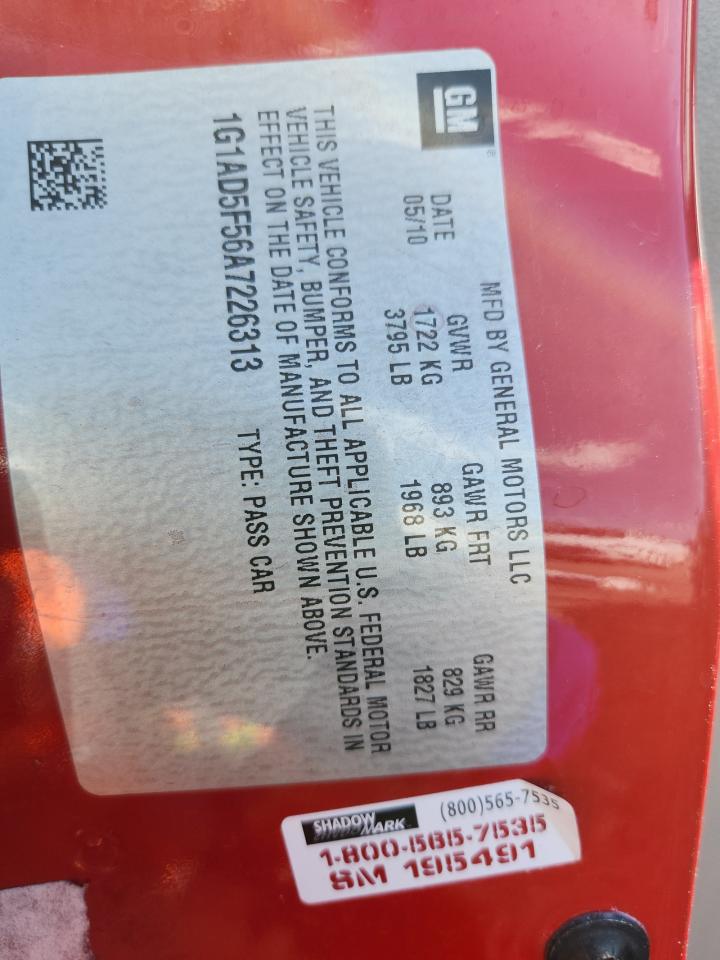 GM
MFD BY GENERAL MOTORS LLC
DATE GVWR GAWR FRT GAWR RR
05/10 1722 KG 893 KG 829 KG
3795 LB 1968 LB 1827 LB
THIS VEHICLE CONFORMS TO ALL APPLICABLE U.S. FEDERAL MOTOR
VEHICLE SAFETY, BUMPER, AND THEFT PREVENTION STANDARDS IN
EFFECT ON THE DATE OF MANUFACTURE SHOWN ABOVE.
1G1AD5F56A7226313 TYPE: PASS CAR
SHADOW MARK (800)565-7535
1-800-565-7535
SM 195491